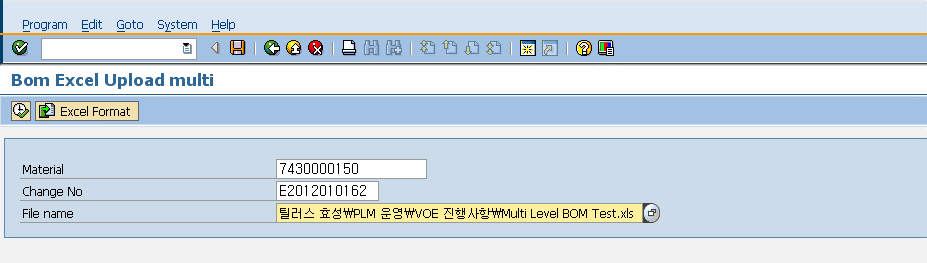 Program Edit Goto System Help
Bom Excel Upload multi
Excel Format
Material 7430000150
Change No E2012010162
File name 틸러스 효성₩PLM 운영₩VOE 진행사항₩Multi Level BOM Test.xls